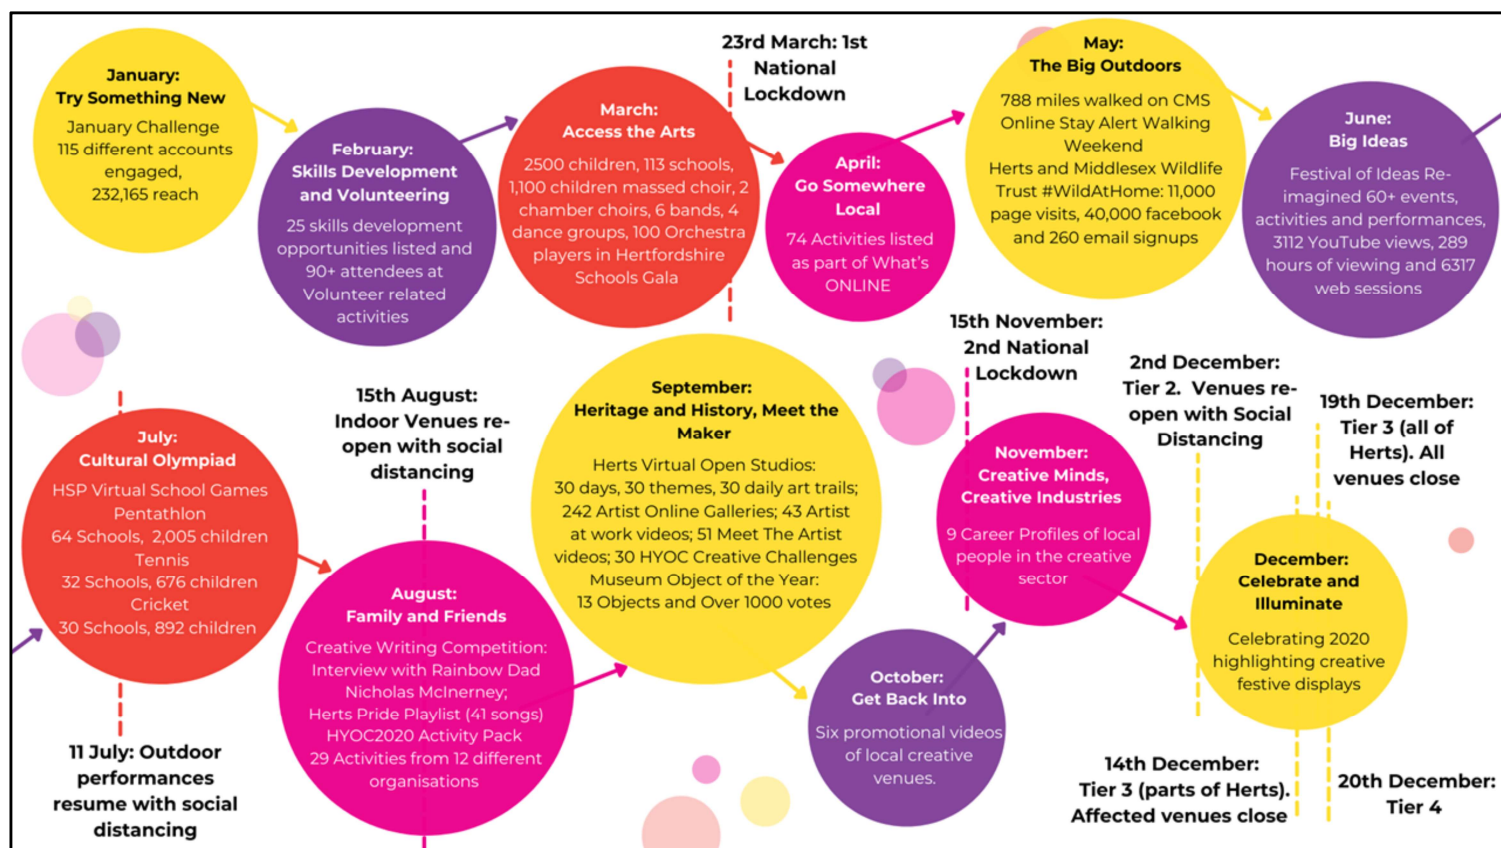 January:
Try Something New
January Challenge
115 different accounts
engaged,
232,165 reach
February:
Skills Development
and Volunteering
25 skills development
opportunities listed and
90+ attendees at
Volunteer related
activities
March:
Access the Arts
2500 children, 113 schools,
1,100 children massed choir, 2
chamber choirs, 6 bands, 4
dance groups, 100 Orchestra
players in Hertfordshire
Schools Gala
23rd March: 1st
National
Lockdown
April:
Go Somewhere
Local
74 Activities listed
as part of What's
ONLINE
May:
The Big Outdoors
788 miles walked on CMS
Online Stay Alert Walking
Weekend
Herts and Middlesex Wildlife
Trust #WildAtHome: 11,000
page visits, 40,000 facebook
and 260 email signups
June:
Big Ideas
Festival of Ideas Re-
imagined 60+ events,
activities and performances,
3112 YouTube views, 289
hours of viewing and 6317
web sessions
July:
Cultural Olympiad
HSP Virtual School Games
Pentathlon
64 Schools, 2,005 children
Tennis
32 Schools, 676 children
Cricket
30 Schools, 892 children
11 July: Outdoor
performances
resume with social
distancing
15th August:
Indoor Venues re-
open with social
distancing
August:
Family and Friends
Creative Writing Competition:
Interview with Rainbow Dad
Nicholas McInerney;
Herts Pride Playlist (41 songs)
HYOC2020 Activity Pack
29 Activities from 12 different
organisations
September:
Heritage and History, Meet the
Maker
Herts Virtual Open Studios:
30 days, 30 themes, 30 daily art trails;
242 Artist Online Galleries; 43 Artist
at work videos; 51 Meet The Artist
videos; 30 HYOC Creative Challenges
Museum Object of the Year:
13 Objects and Over 1000 votes
October:
Get Back Into
Six promotional videos
of local creative
venues.
15th November:
2nd National
Lockdown
November:
Creative Minds,
Creative Industries
9 Career Profiles of local
people in the creative
sector
2nd December:
Tier 2. Venues re-
open with Social
Distancing
19th December:
Tier 3 (all of
Herts). All
venues close
December:
Celebrate and
Illuminate
Celebrating 2020
highlighting creative
festive displays
14th December:
Tier 3 (parts of Herts).
Affected venues close
20th December:
Tier 4